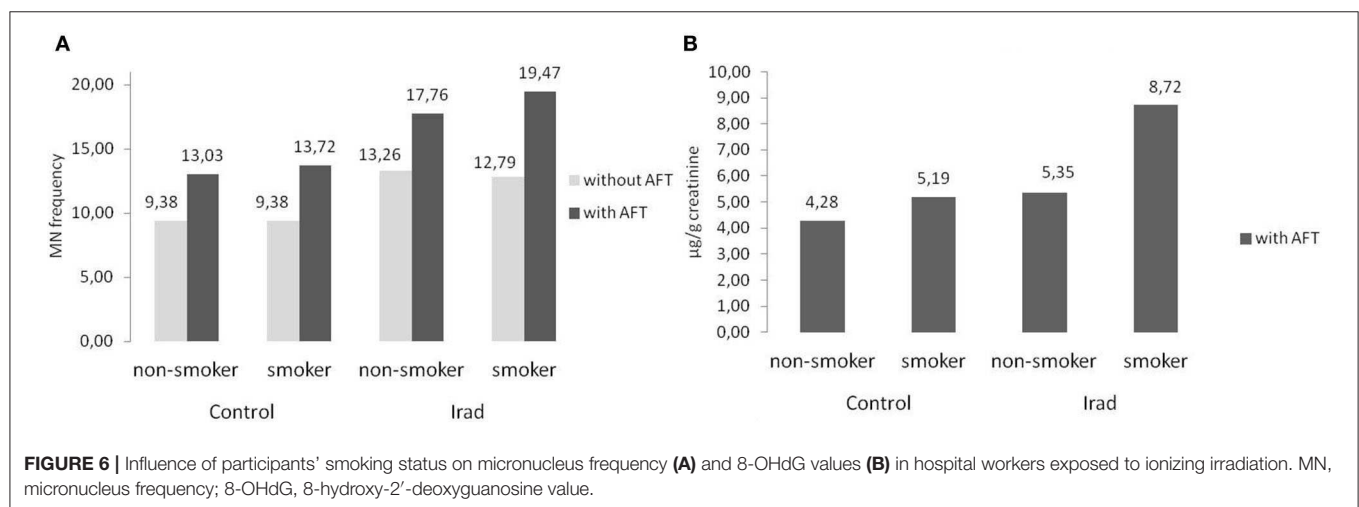 A
MN frequency
20,00
15,00
10,00
5,00
0,00
9,38
13,03
9,38
13,72
13,26
17,76
12,79
19,47
without AFT
with AFT
non-smoker smoker non-smoker smoker
Control Irad
B
µg/g creatinine
10,00
9,00
8,00
7,00
6,00
5,00
4,00
3,00
2,00
1,00
0,00
4,28
5,19
5,35
8,72
with AFT
non-smoker smoker non-smoker smoker
Control Irad
FIGURE 6 | Influence of participants' smoking status on micronucleus frequency (A) and 8-OHdG values (B) in hospital workers exposed to ionizing irradiation. MN,
micronucleus frequency; 8-OHdG, 8-hydroxy-2′-deoxyguanosine value.